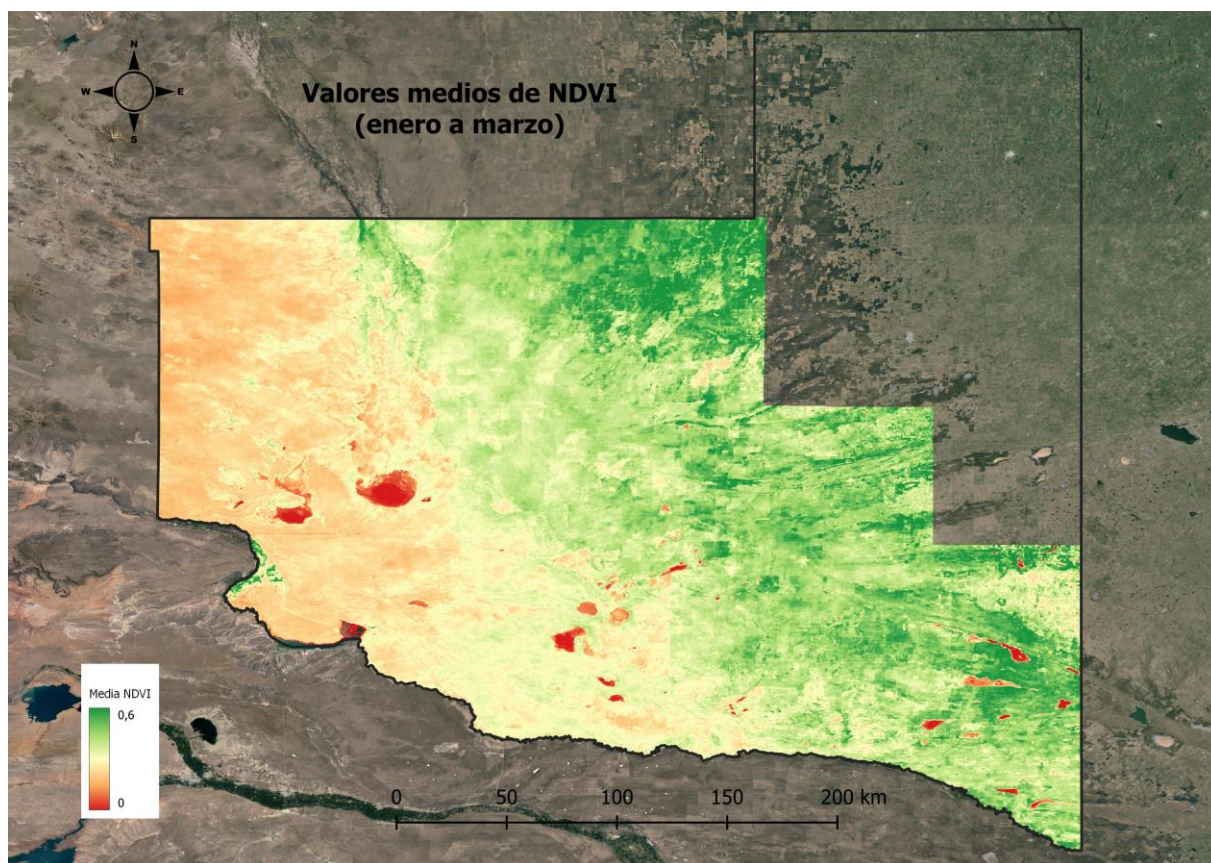 N
W E
S
Valores medios de NDVI
(enero a marzo)
Media NDVI
0,6
0
0 50 100 150 200 km